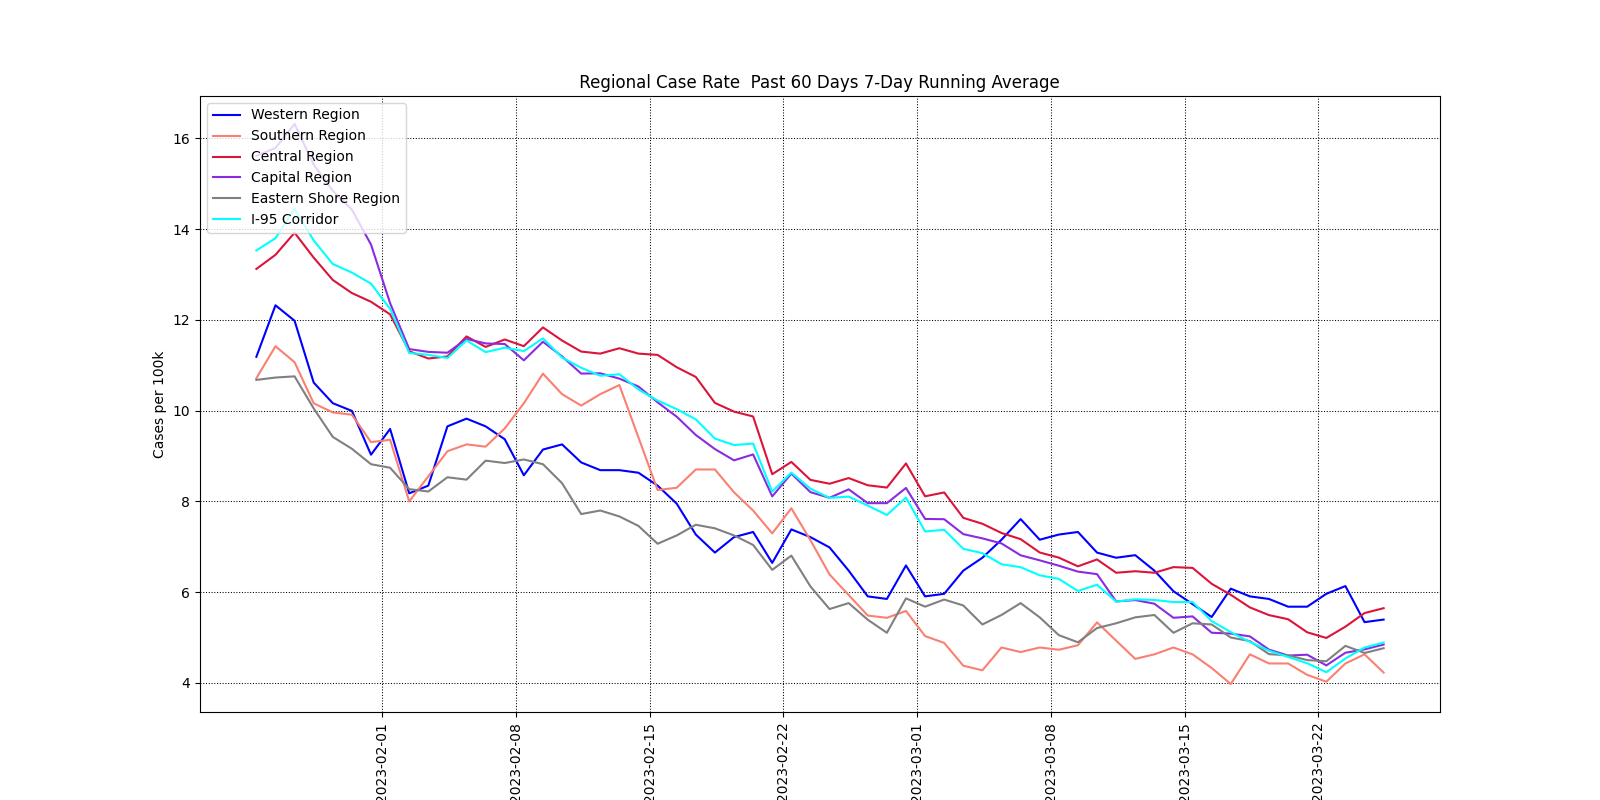 Regional Case Rate  Past 60 Days 7-Day Running Average
Western Region
Southern Region
Central Region
Capital Region
Eastern Shore Region
I-95 Corridor
Cases per 100k
16
14
12
10
8
6
4
2023-02-01
2023-02-08
2023-02-15
2023-02-22
2023-03-01
2023-03-08
2023-03-15
2023-03-22